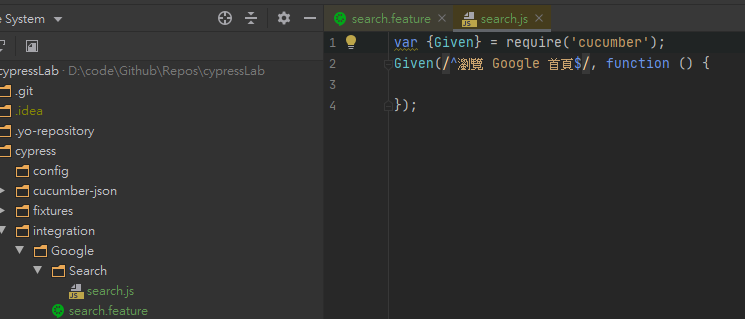 e System
cypressLab - D:\code\Github\Repos\cypressLab
.git
.idea
.yo-repository
cypress
config
cucumber-json
fixtures
integration
Google
Search
search.js
search.feature
search.feature × search.js ×
1 var {Given} = require('cucumber');
2 Given(/^瀏覽 Google 首頁$/, function () {
3
4 });